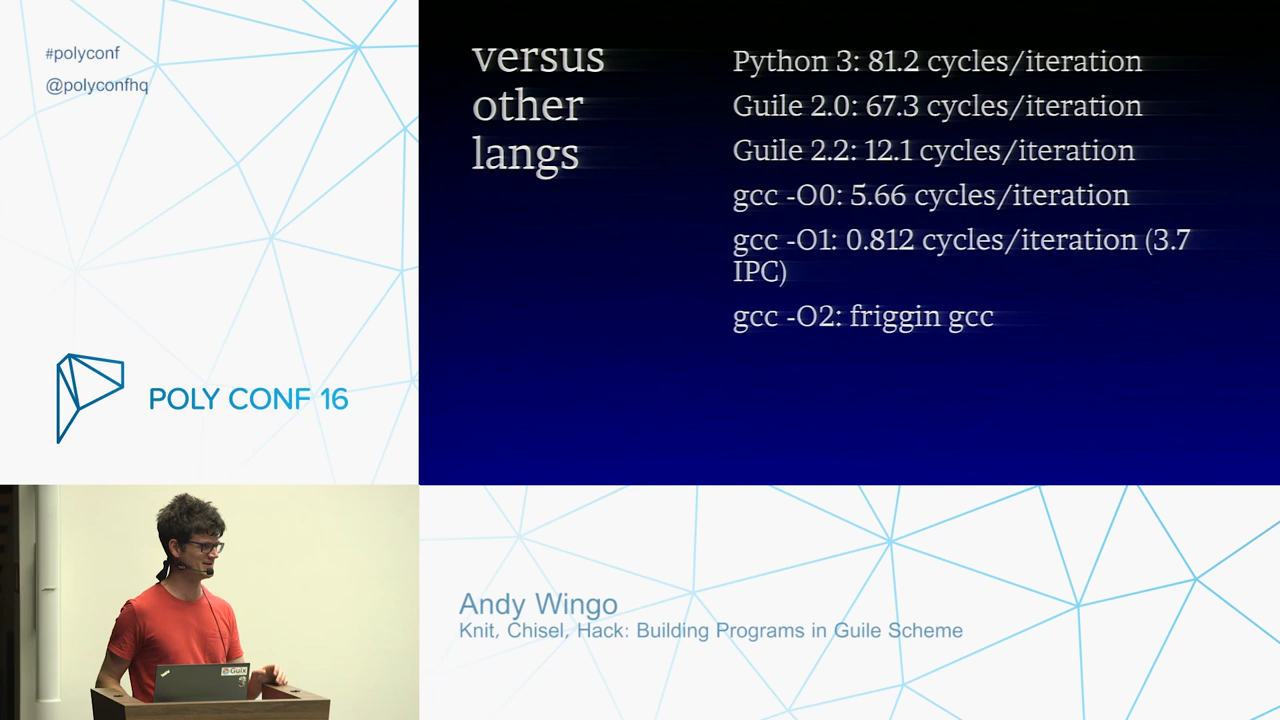 #polyconf
@polyconfhq
POLY CONF 16
versus
other
langs
Python 3: 81.2 cycles/iteration
Guile 2.0: 67.3 cycles/iteration
Guile 2.2: 12.1 cycles/iteration
gcc -O0: 5.66 cycles/iteration
gcc -O1: 0.812 cycles/iteration (3.7
IPC)
gcc -O2: friggin gcc
Guix
Andy Wingo
Knit, Chisel, Hack: Building Programs in Guile Scheme